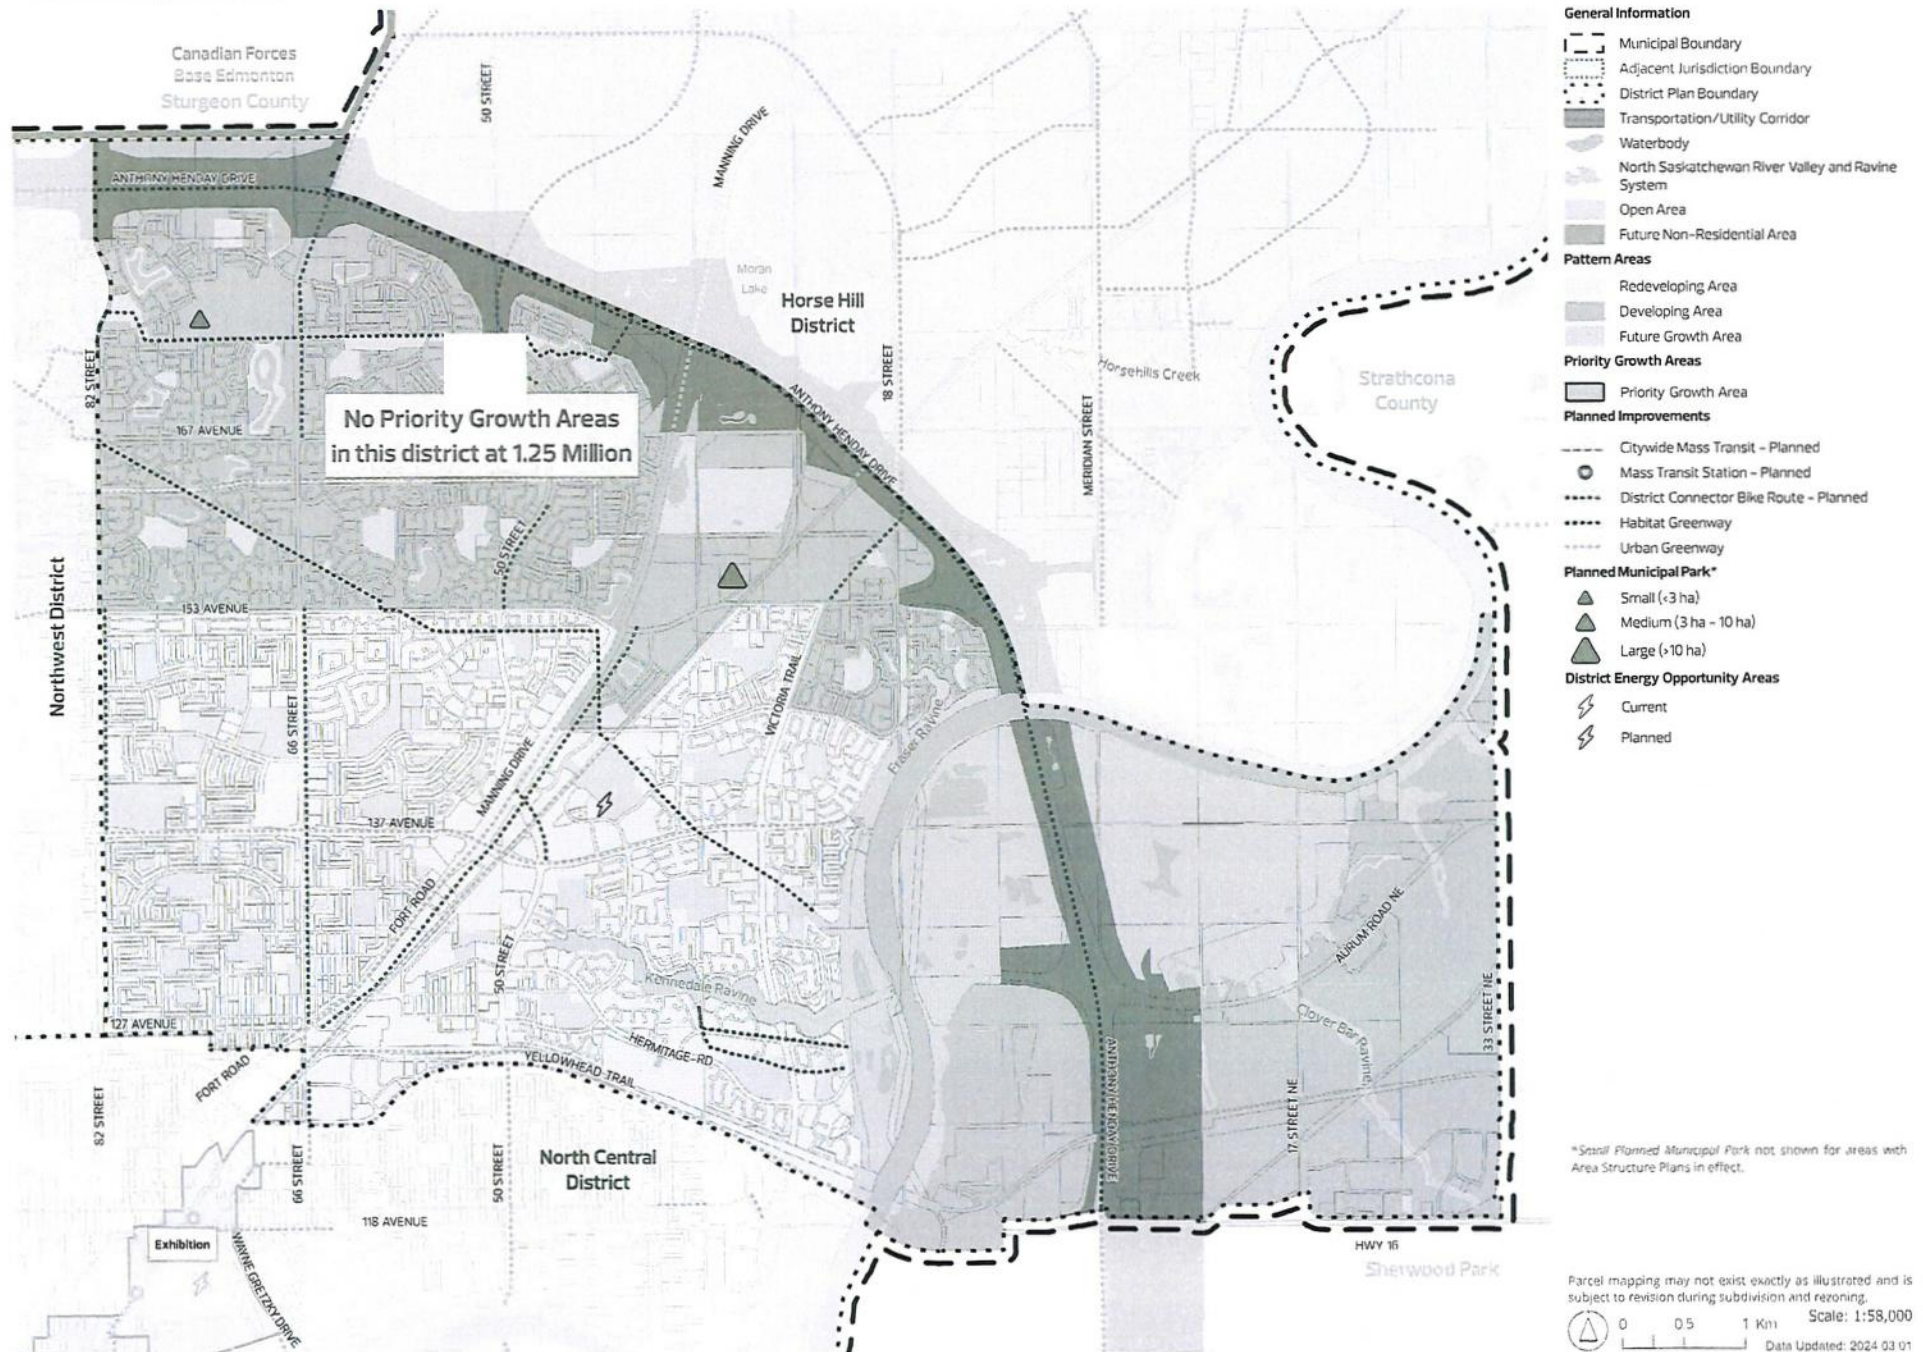 Canadian Forces
Base Edmonton
Sturgeon County
50 STREET
MANNING DRIVE
ANTHONY HENDAY DRIVE
Moran
Lake
Horse Hill
District
82 STREET
18 STREET
Horsehills Creek
Strathcona
County
ANTHONY HENDAY DRIVE
MERIDIAN STREET
No Priority Growth Areas
in this district at 1.25 Million
167 AVENUE
50 STREET
Northwest District
153 AVENUE
66 STREET
VICTORIA TRAIL
Fraser Ravine
MANNING DRIVE
137 AVENUE
FORT ROAD
AURUM ROAD NE
50 STREET
Kennedale Ravine
33 STREET NE
127 AVENUE
Clover Bar Ravine
HERMITAGE RD
YELLOWHEAD TRAIL
FORT ROAD
ANTHONY HENDAY DRIVE
17 STREET NE
82 STREET
66 STREET
50 STREET
North Central
District
118 AVENUE
Exhibition
WAYNE GRETZKY DRIVE
HWY 16
Sherwood Park
General Information
Municipal Boundary
Adjacent Jurisdiction Boundary
District Plan Boundary
Transportation/Utility Corridor
Waterbody
North Saskatchewan River Valley and Ravine
System
Open Area
Future Non-Residential Area
Pattern Areas
Redeveloping Area
Developing Area
Future Growth Area
Priority Growth Areas
Priority Growth Area
Planned Improvements
Citywide Mass Transit - Planned
Mass Transit Station - Planned
District Connector Bike Route - Planned
Habitat Greenway
Urban Greenway
Planned Municipal Park*
Small (<3 ha)
Medium (3 ha - 10 ha)
Large (>10 ha)
District Energy Opportunity Areas
Current
Planned
*Small Planned Municipal Park not shown for areas with
Area Structure Plans in effect.
Parcel mapping may not exist exactly as illustrated and is
subject to revision during subdivision and rezoning.
0 0.5 1 Km Scale: 1:58,000
Data Updated: 2024 03 01